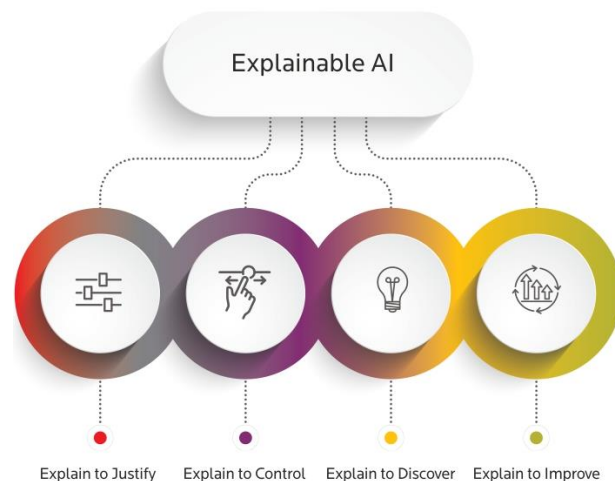 Explainable AI
Explain to Justify
Explain to Control
Explain to Discover
Explain to Improve